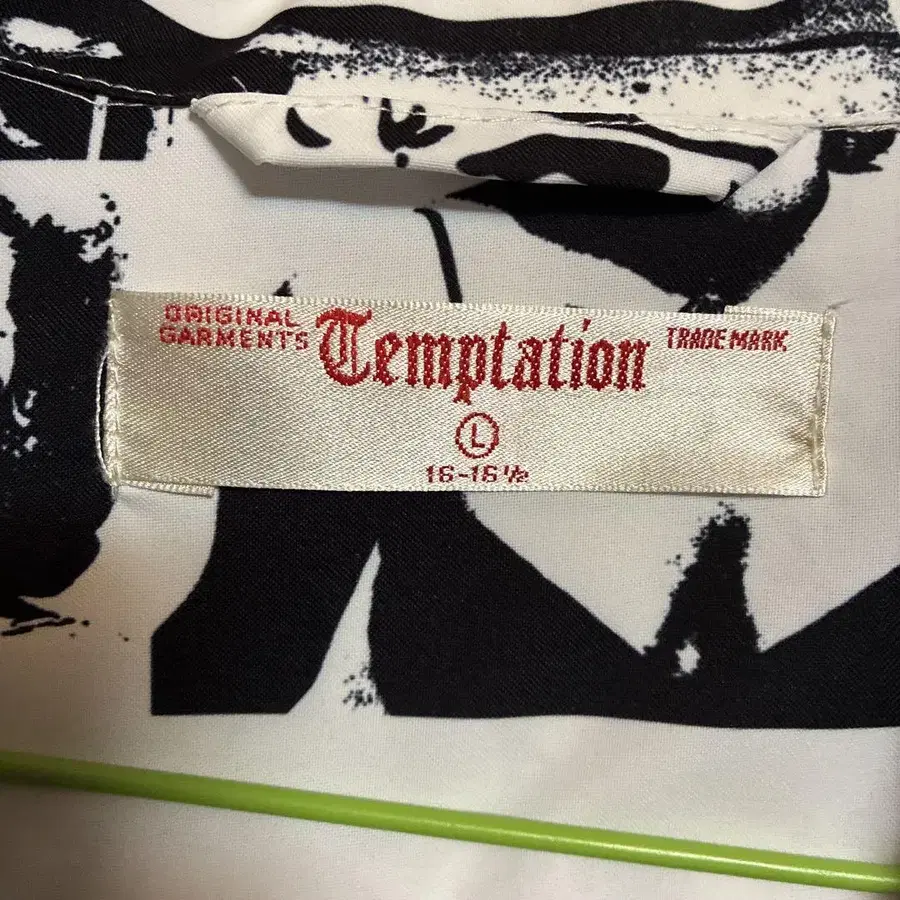 ORIGINAL
GARMENTS
Temptation
TRADE MARK
L
16-16½